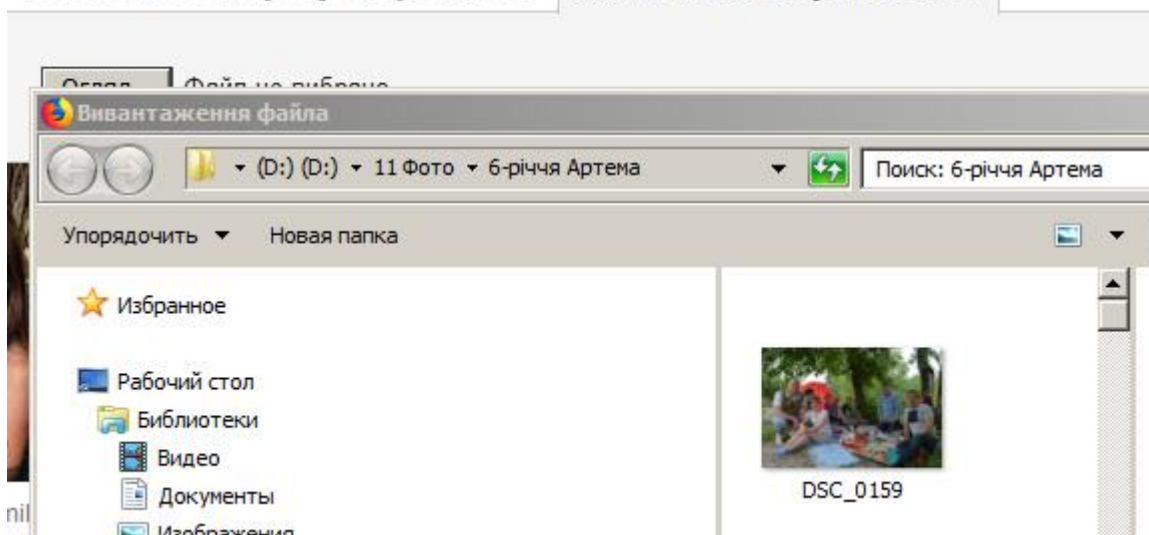 Огляд... Файл не вибрано.
Вивантаження файла
(D:) (D:) 11 Фото 6-річчя Артема
Поиск: 6-річчя Артема
Упорядочить Новая папка
Избранное
Рабочий стол
Библиотеки
Видео
Документы
DSC_0159
Изображения